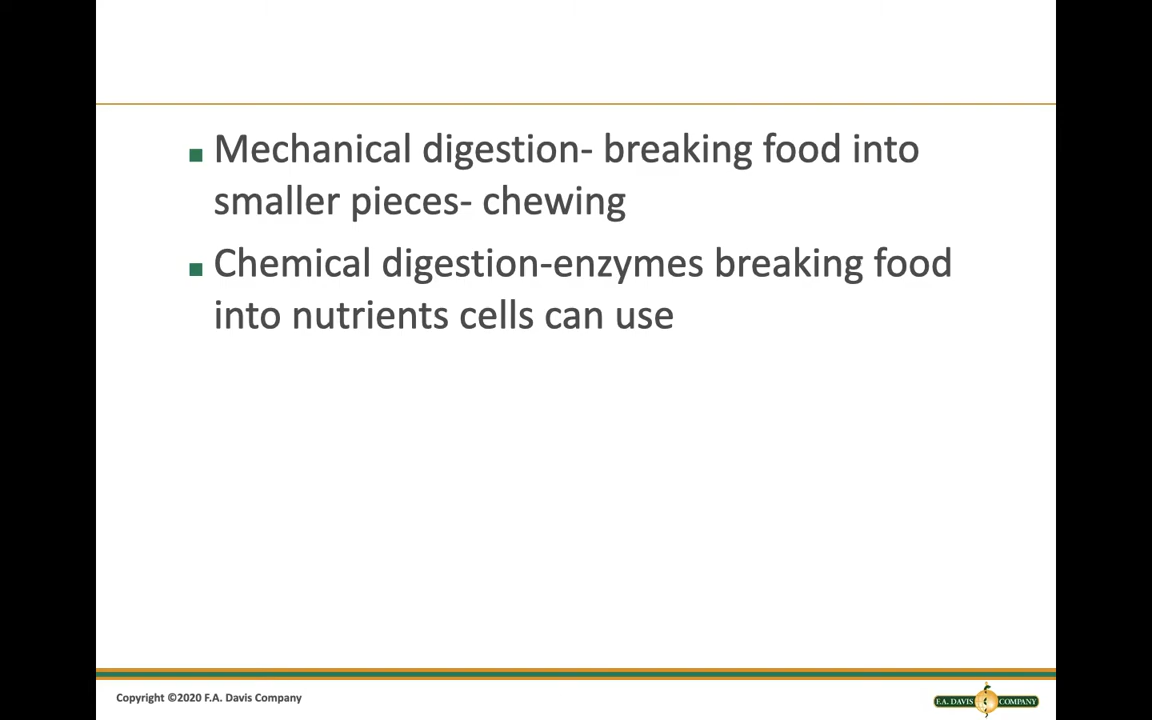 Mechanical digestion- breaking food into
smaller pieces- chewing
Chemical digestion-enzymes breaking food
into nutrients cells can use
Copyright ©2020 F.A. Davis Company
F.A. DAVIS COMPANY